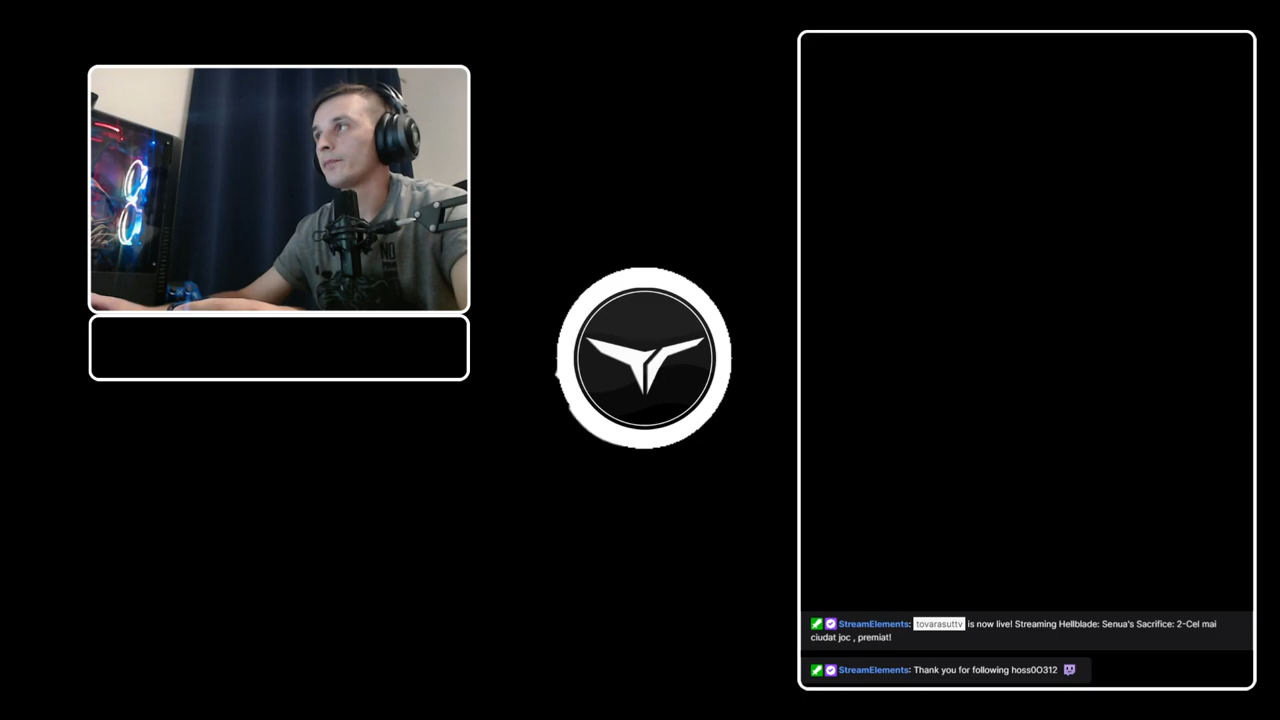 NO
StreamElements: tovarasuttv is now live! Streaming Hellblade: Senua's Sacrifice: 2-Cel mai
ciudat joc , premiat!
StreamElements: Thank you for following hoss0O312